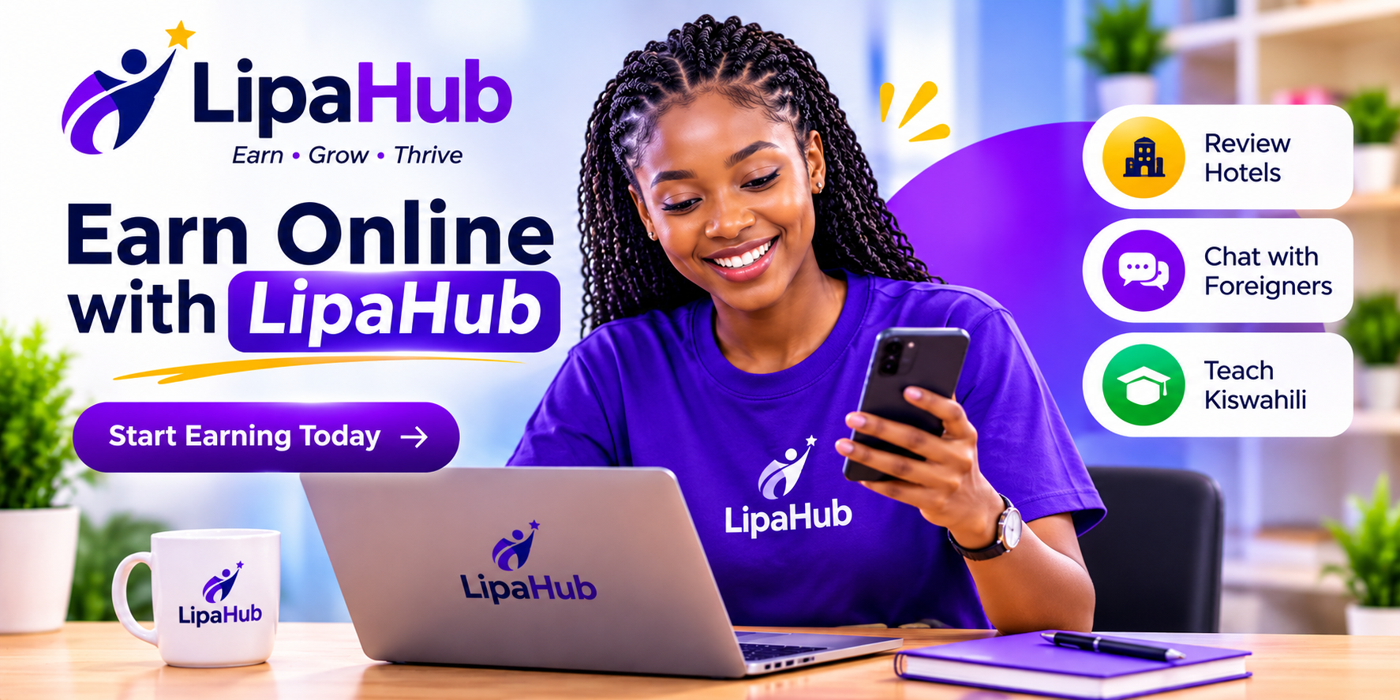 LipaHub
Earn • Grow • Thrive
Earn Online
with LipaHub
Start Earning Today →
Review
Hotels
Chat with
Foreigners
Teach
Kiswahili
LipaHub
LipaHub
LipaHub